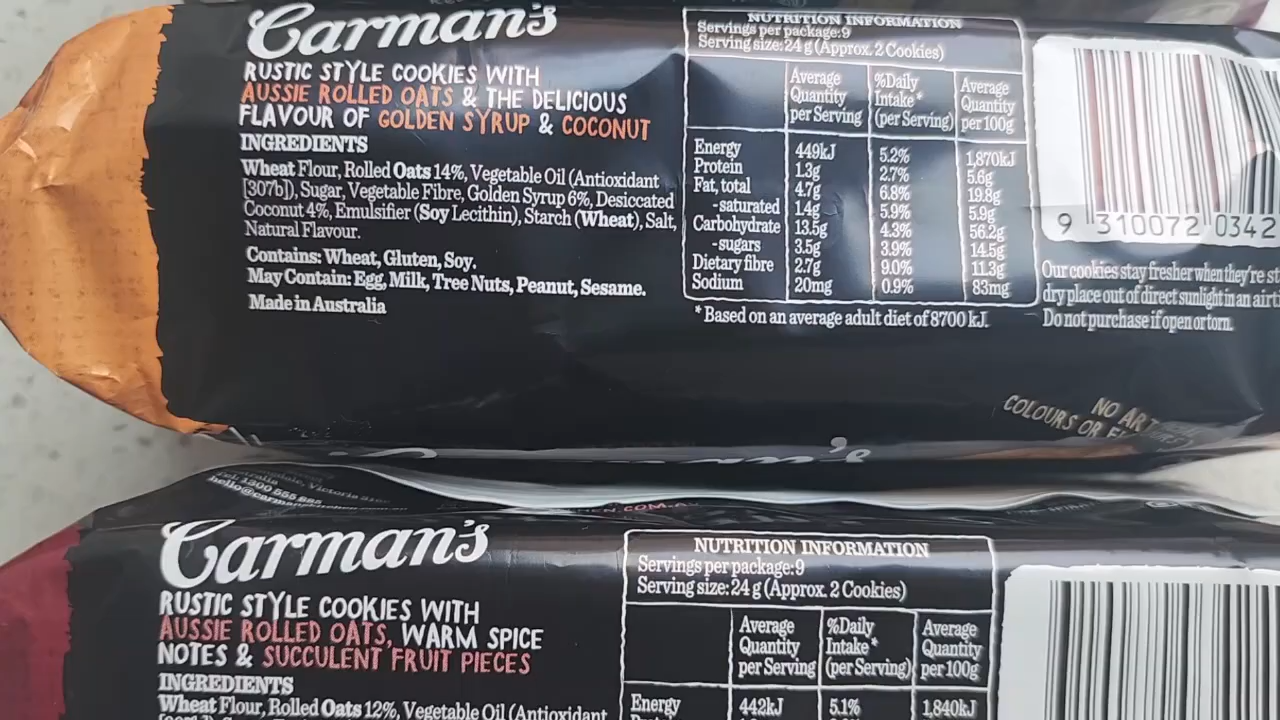 Carman's
RUSTIC STYLE COOKIES WITH
AUSSIE ROLLED OATS & THE DELICIOUS
FLAVOUR OF GOLDEN SYRUP & COCONUT
INGREDIENTS
Wheat Flour, Rolled Oats 14%, Vegetable Oil (Antioxidant
[307b]), Sugar, Vegetable Fibre, Golden Syrup 6%, Desiccated
Coconut 4%, Emulsifier (Soy Lecithin), Starch (Wheat), Salt,
Natural Flavour.
Contains: Wheat, Gluten, Soy.
May Contain: Egg, Milk, Tree Nuts, Peanut, Sesame.
Made in Australia
NUTRITION INFORMATION
Servings per package:9
Serving size: 24 g (Approx. 2 Cookies)
Average Quantity per Serving %Daily Intake* (per Serving) Average Quantity per 100g
Energy 449kJ 5.2% 1,870kJ
Protein 1.3g 2.7% 5.6g
Fat, total 4.7g 6.8% 19.8g
-saturated 1.4g 5.9% 5.9g
Carbohydrate 13.5g 4.3% 56.2g
-sugars 3.5g 3.9% 14.5g
Dietary fibre 2.7g 9.0% 11.3g
Sodium 20mg 0.9% 83mg
*Based on an average adult diet of 8700 kJ.
9 310072 0342
Our cookies stay fresher when they're
dry place out of direct sunlight in an
Do not purchase if open or torn.
NO
COLOURS OR
Victoria
Tel: 1300 555 885
Carman's
RUSTIC STYLE COOKIES WITH
AUSSIE ROLLED OATS, WARM SPICE
NOTES & SUCCULENT FRUIT PIECES
INGREDIENTS
Wheat Flour, Rolled Oats 12%, Vegetable Oil (Antioxidant
NUTRITION INFORMATION
Servings per package:9
Serving size: 24 g (Approx. 2 Cookies)
Average Quantity per Serving %Daily Intake* (per Serving) Average Quantity per 100g
Energy 442kJ 5.1% 1,840kJ